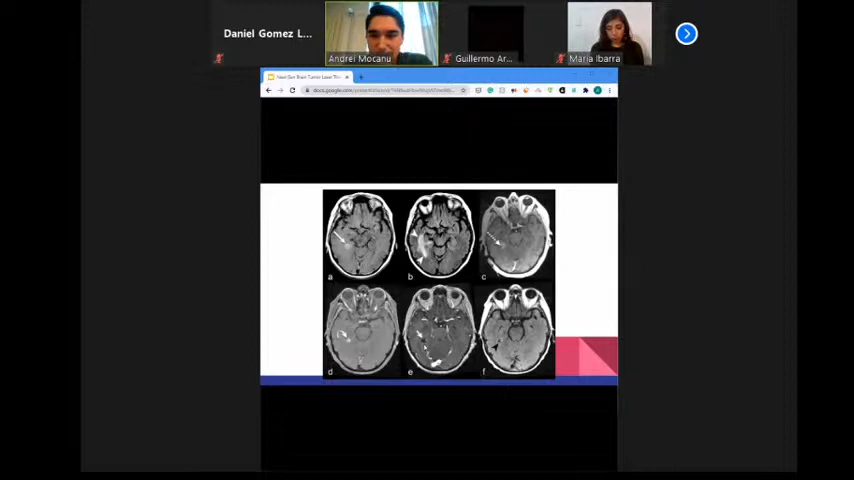 Daniel Gomez L...
Andrei Mocanu
Guillermo Ar...
Maria Ibarra
a
b
c
d
e
f